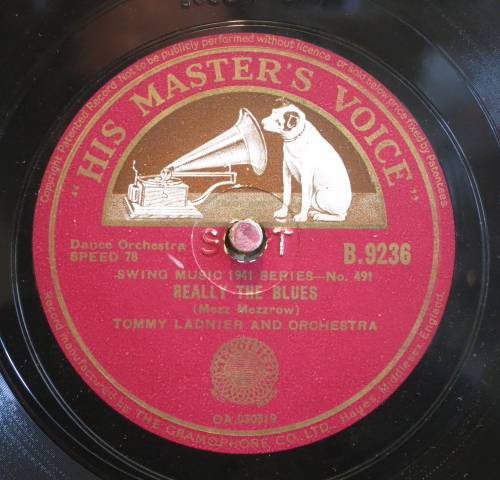 Copyright Patented Record. Not to be publicly performed without licence or sold below price fixed by Patentees.
"HIS MASTER'S VOICE"
Dance Orchestra
SPEED 78
B.9236
SWING MUSIC 1941 SERIES—No. 491
REALLY THE BLUES
(Mezz Mezzrow)
TOMMY LADNIER AND ORCHESTRA
OA 030319
Record manufactured by THE GRAMOPHONE CO., LTD., Hayes, Middlesex, England.